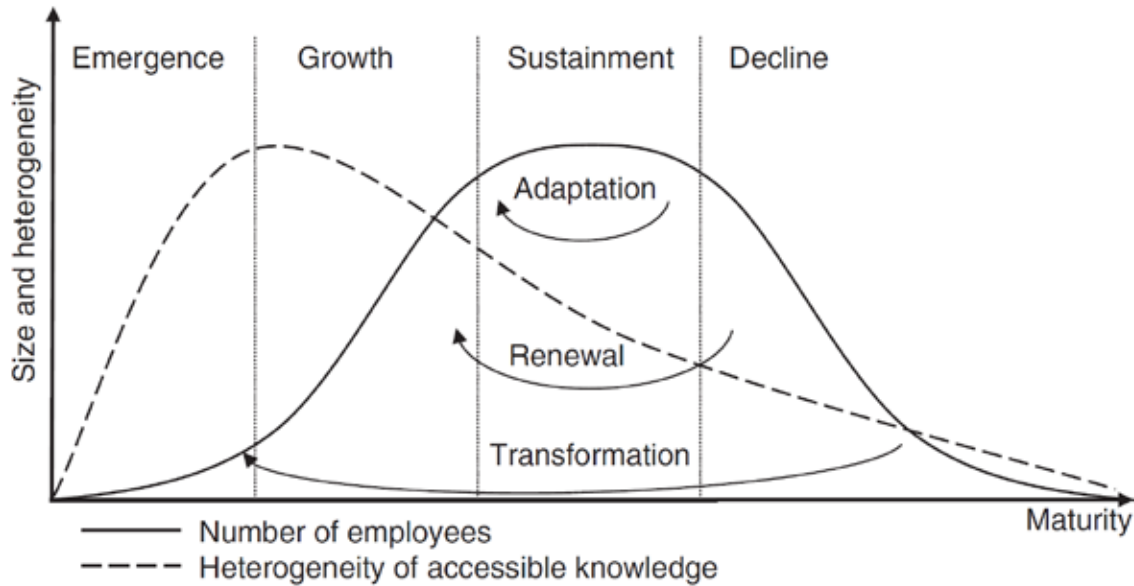 Size and heterogeneity
Emergence
Growth
Sustainment
Decline
Adaptation
Renewal
Transformation
Maturity
Number of employees
Heterogeneity of accessible knowledge